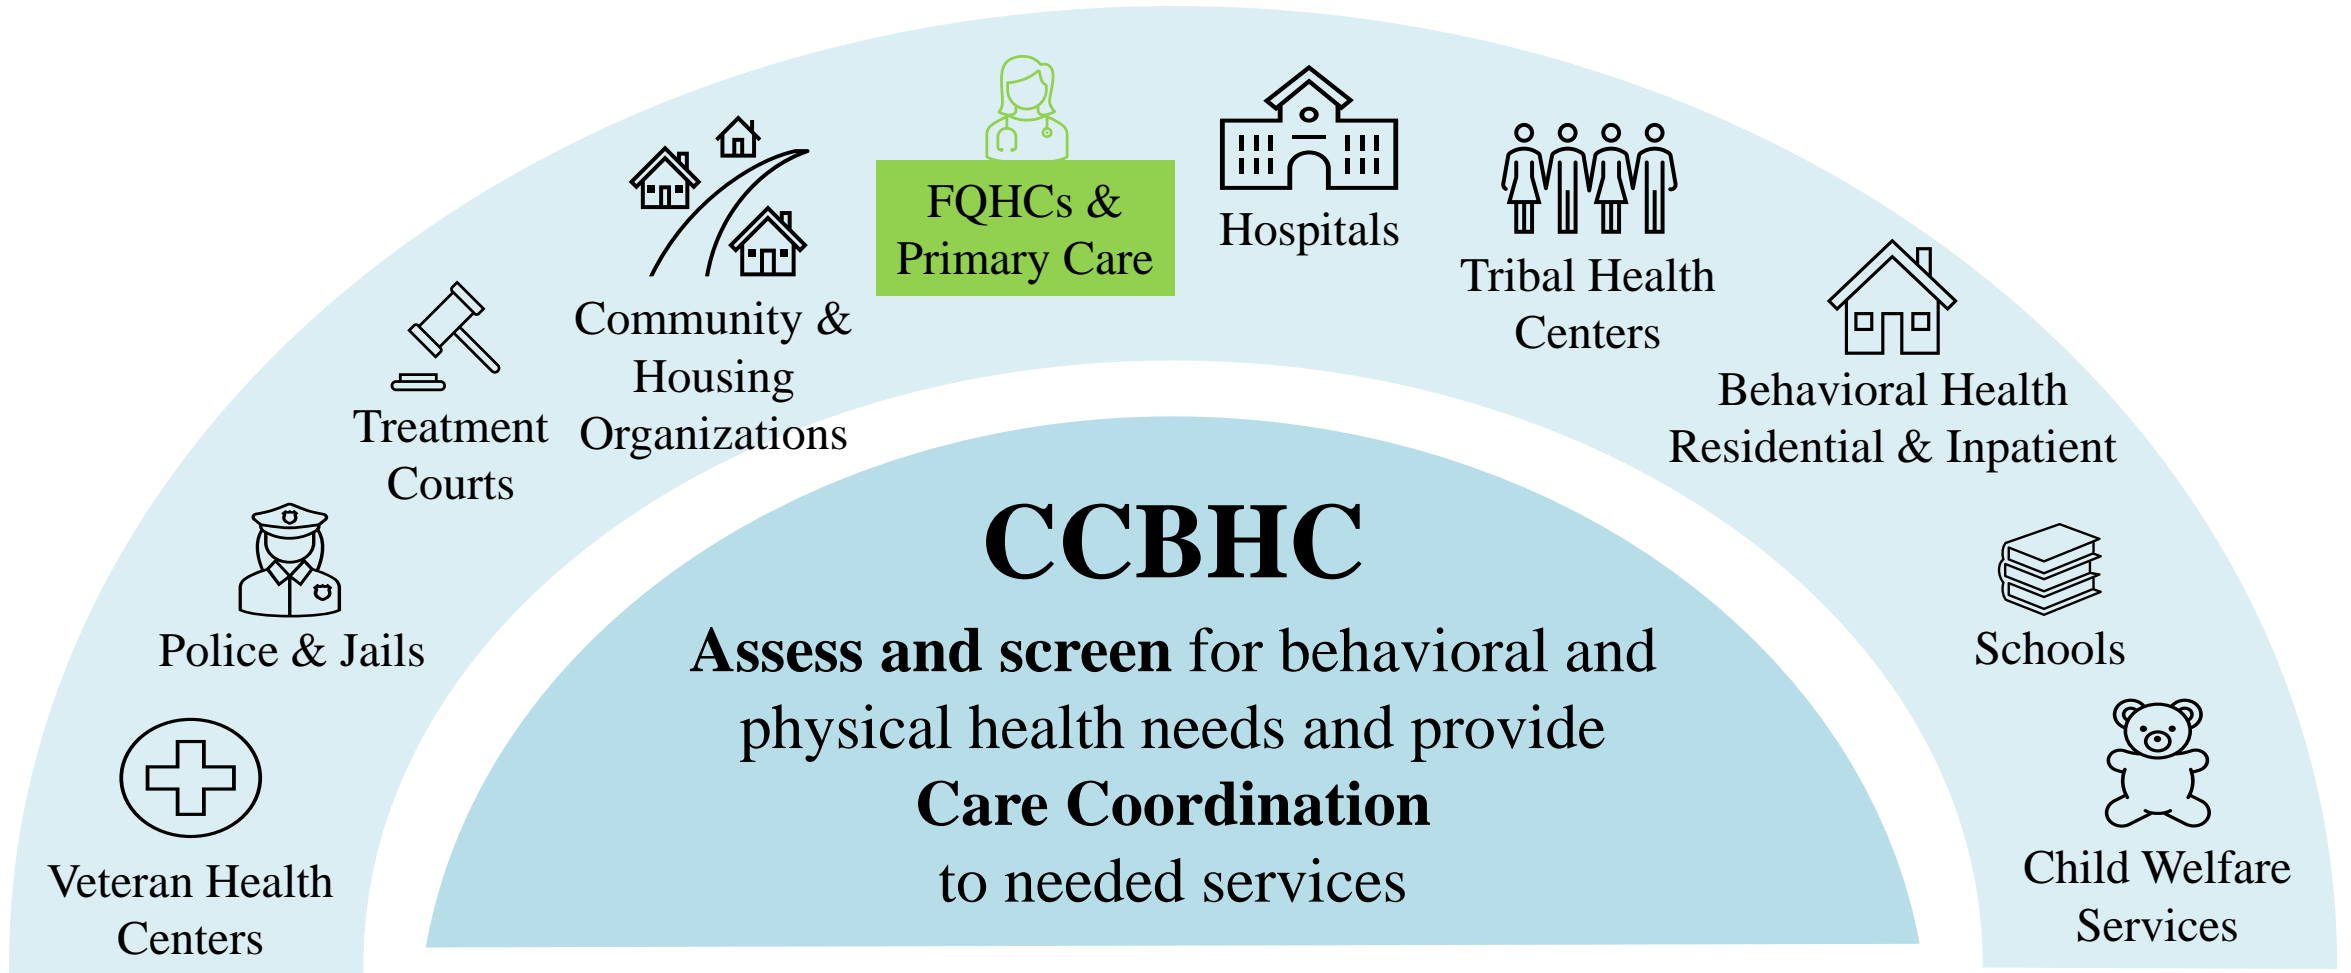 Veteran Health
Centers
Police & Jails
Treatment
Courts
Community &
Housing
Organizations
FQHCs &
Primary Care
Hospitals
Tribal Health
Centers
Behavioral Health
Residential & Inpatient
Schools
Child Welfare
Services
CCBHC
Assess and screen for behavioral and
physical health needs and provide
Care Coordination
to needed services